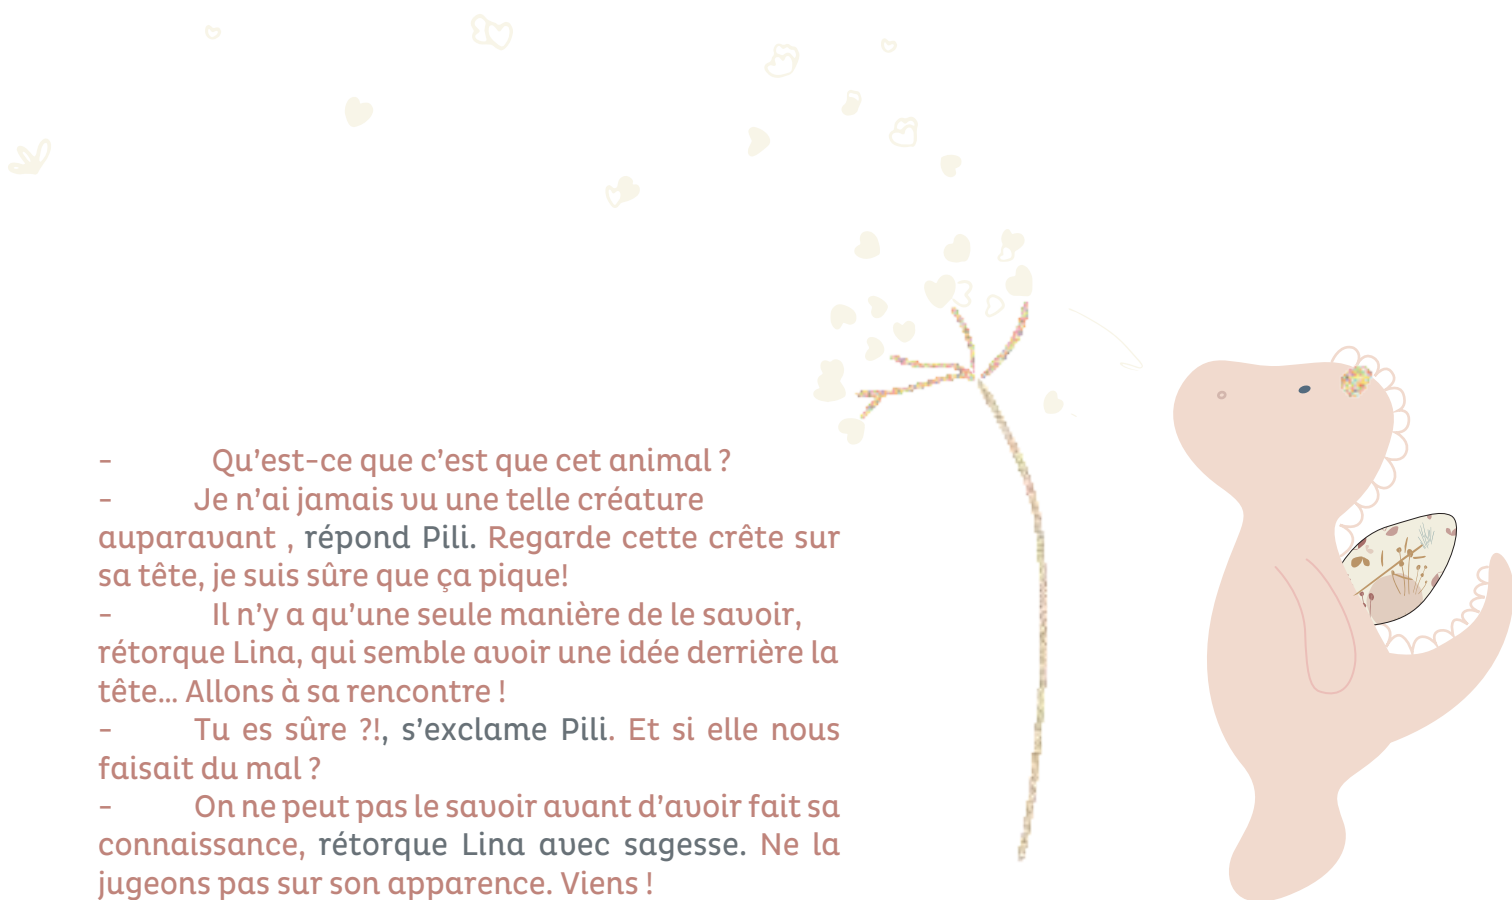 - Qu’est-ce que c’est que cet animal ?
- Je n’ai jamais vu une telle créature
auparavant , répond Pili. Regarde cette crête sur
sa tête, je suis sûre que ça pique!
- Il n’y a qu’une seule manière de le savoir,
rétorque Lina, qui semble avoir une idée derrière la
tête... Allons à sa rencontre !
- Tu es sûre ?!, s’exclame Pili. Et si elle nous
faisait du mal ?
- On ne peut pas le savoir avant d’avoir fait sa
connaissance, rétorque Lina avec sagesse. Ne la
jugeons pas sur son apparence. Viens !